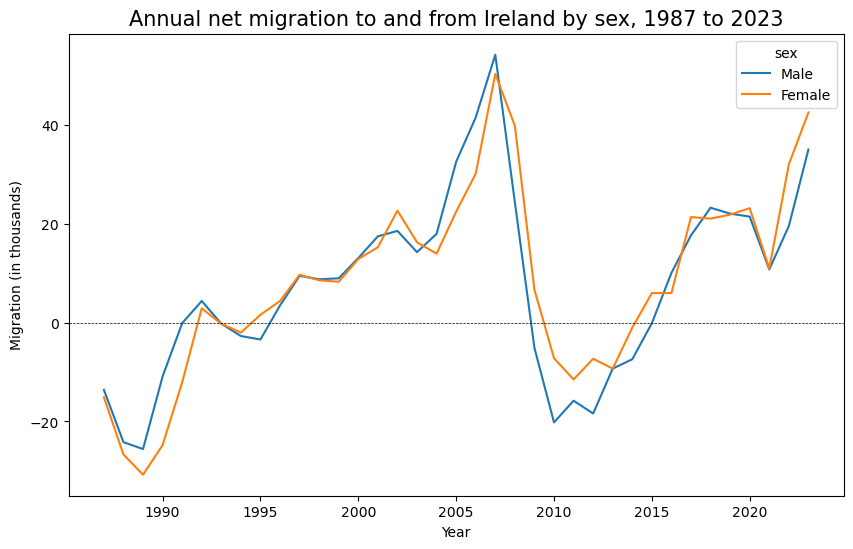 Annual net migration to and from Ireland by sex, 1987 to 2023
sex
Male
Female
40
20
0
−20
Migration (in thousands)
1990 1995 2000 2005 2010 2015 2020
Year